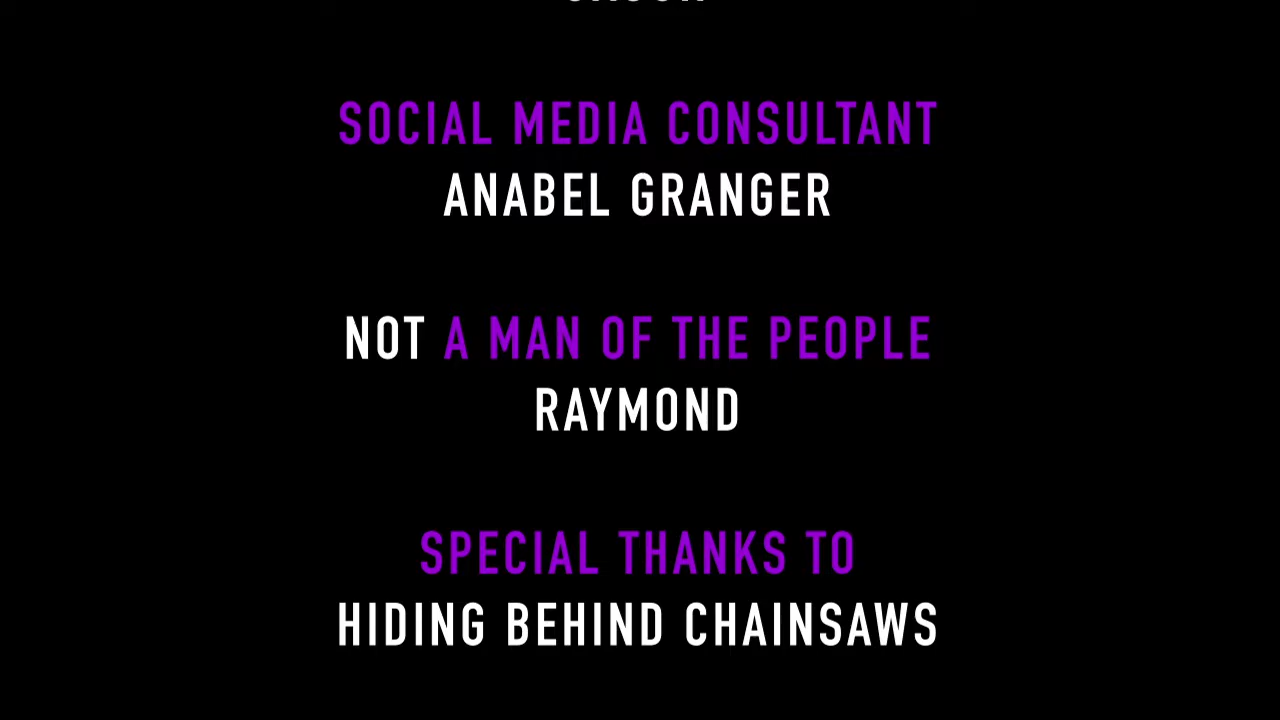 SOCIAL MEDIA CONSULTANT
ANABEL GRANGER
NOT A MAN OF THE PEOPLE
RAYMOND
SPECIAL THANKS TO
HIDING BEHIND CHAINSAWS